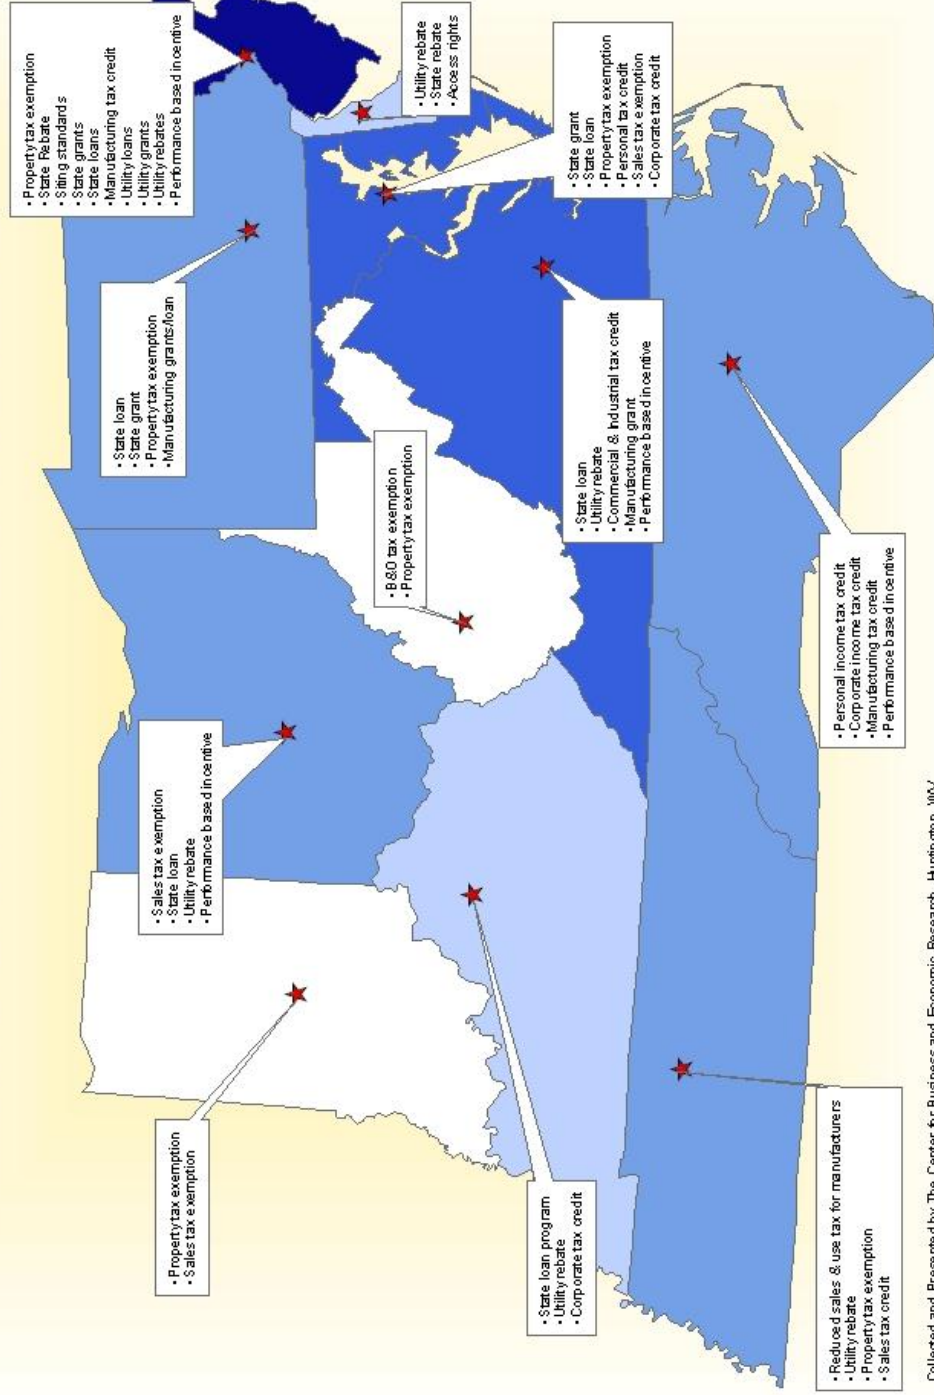 • Property tax exemption
• State Rebate
• Siting standards
• State grants
• State loans
• Manufacturing tax credit
• Utility loans
• Utility grants
• Utility rebates
• Performance based incentive
• Utility rebate
• State rebate
• Access rights
• State loan
• State grant
• Property tax exemption
• Manufacturing grants/loan
• State grant
• State loan
• Property tax exemption
• Personal tax credit
• Sales tax exemption
• Corporate tax credit
• B&O tax exemption
• Property tax exemption
• State loan
• Utility rebate
• Commercial & Industrial tax credit
• Manufacturing grant
• Performance based incentive
• Sales tax exemption
• State loan
• Utility rebate
• Performance based incentive
• Personal income tax credit
• Corporate income tax credit
• Manufacturing tax credit
• Performance based incentive
• Property tax exemption
• Sales tax exemption
• State loan program
• Utility rebate
• Corporate tax credit
• Reduced sales & use tax for manufacturers
• Utility rebate
• Property tax exemption
• Sales tax credit
Collected and Presented by The Center for Business and Economic Research, Huntington, WV